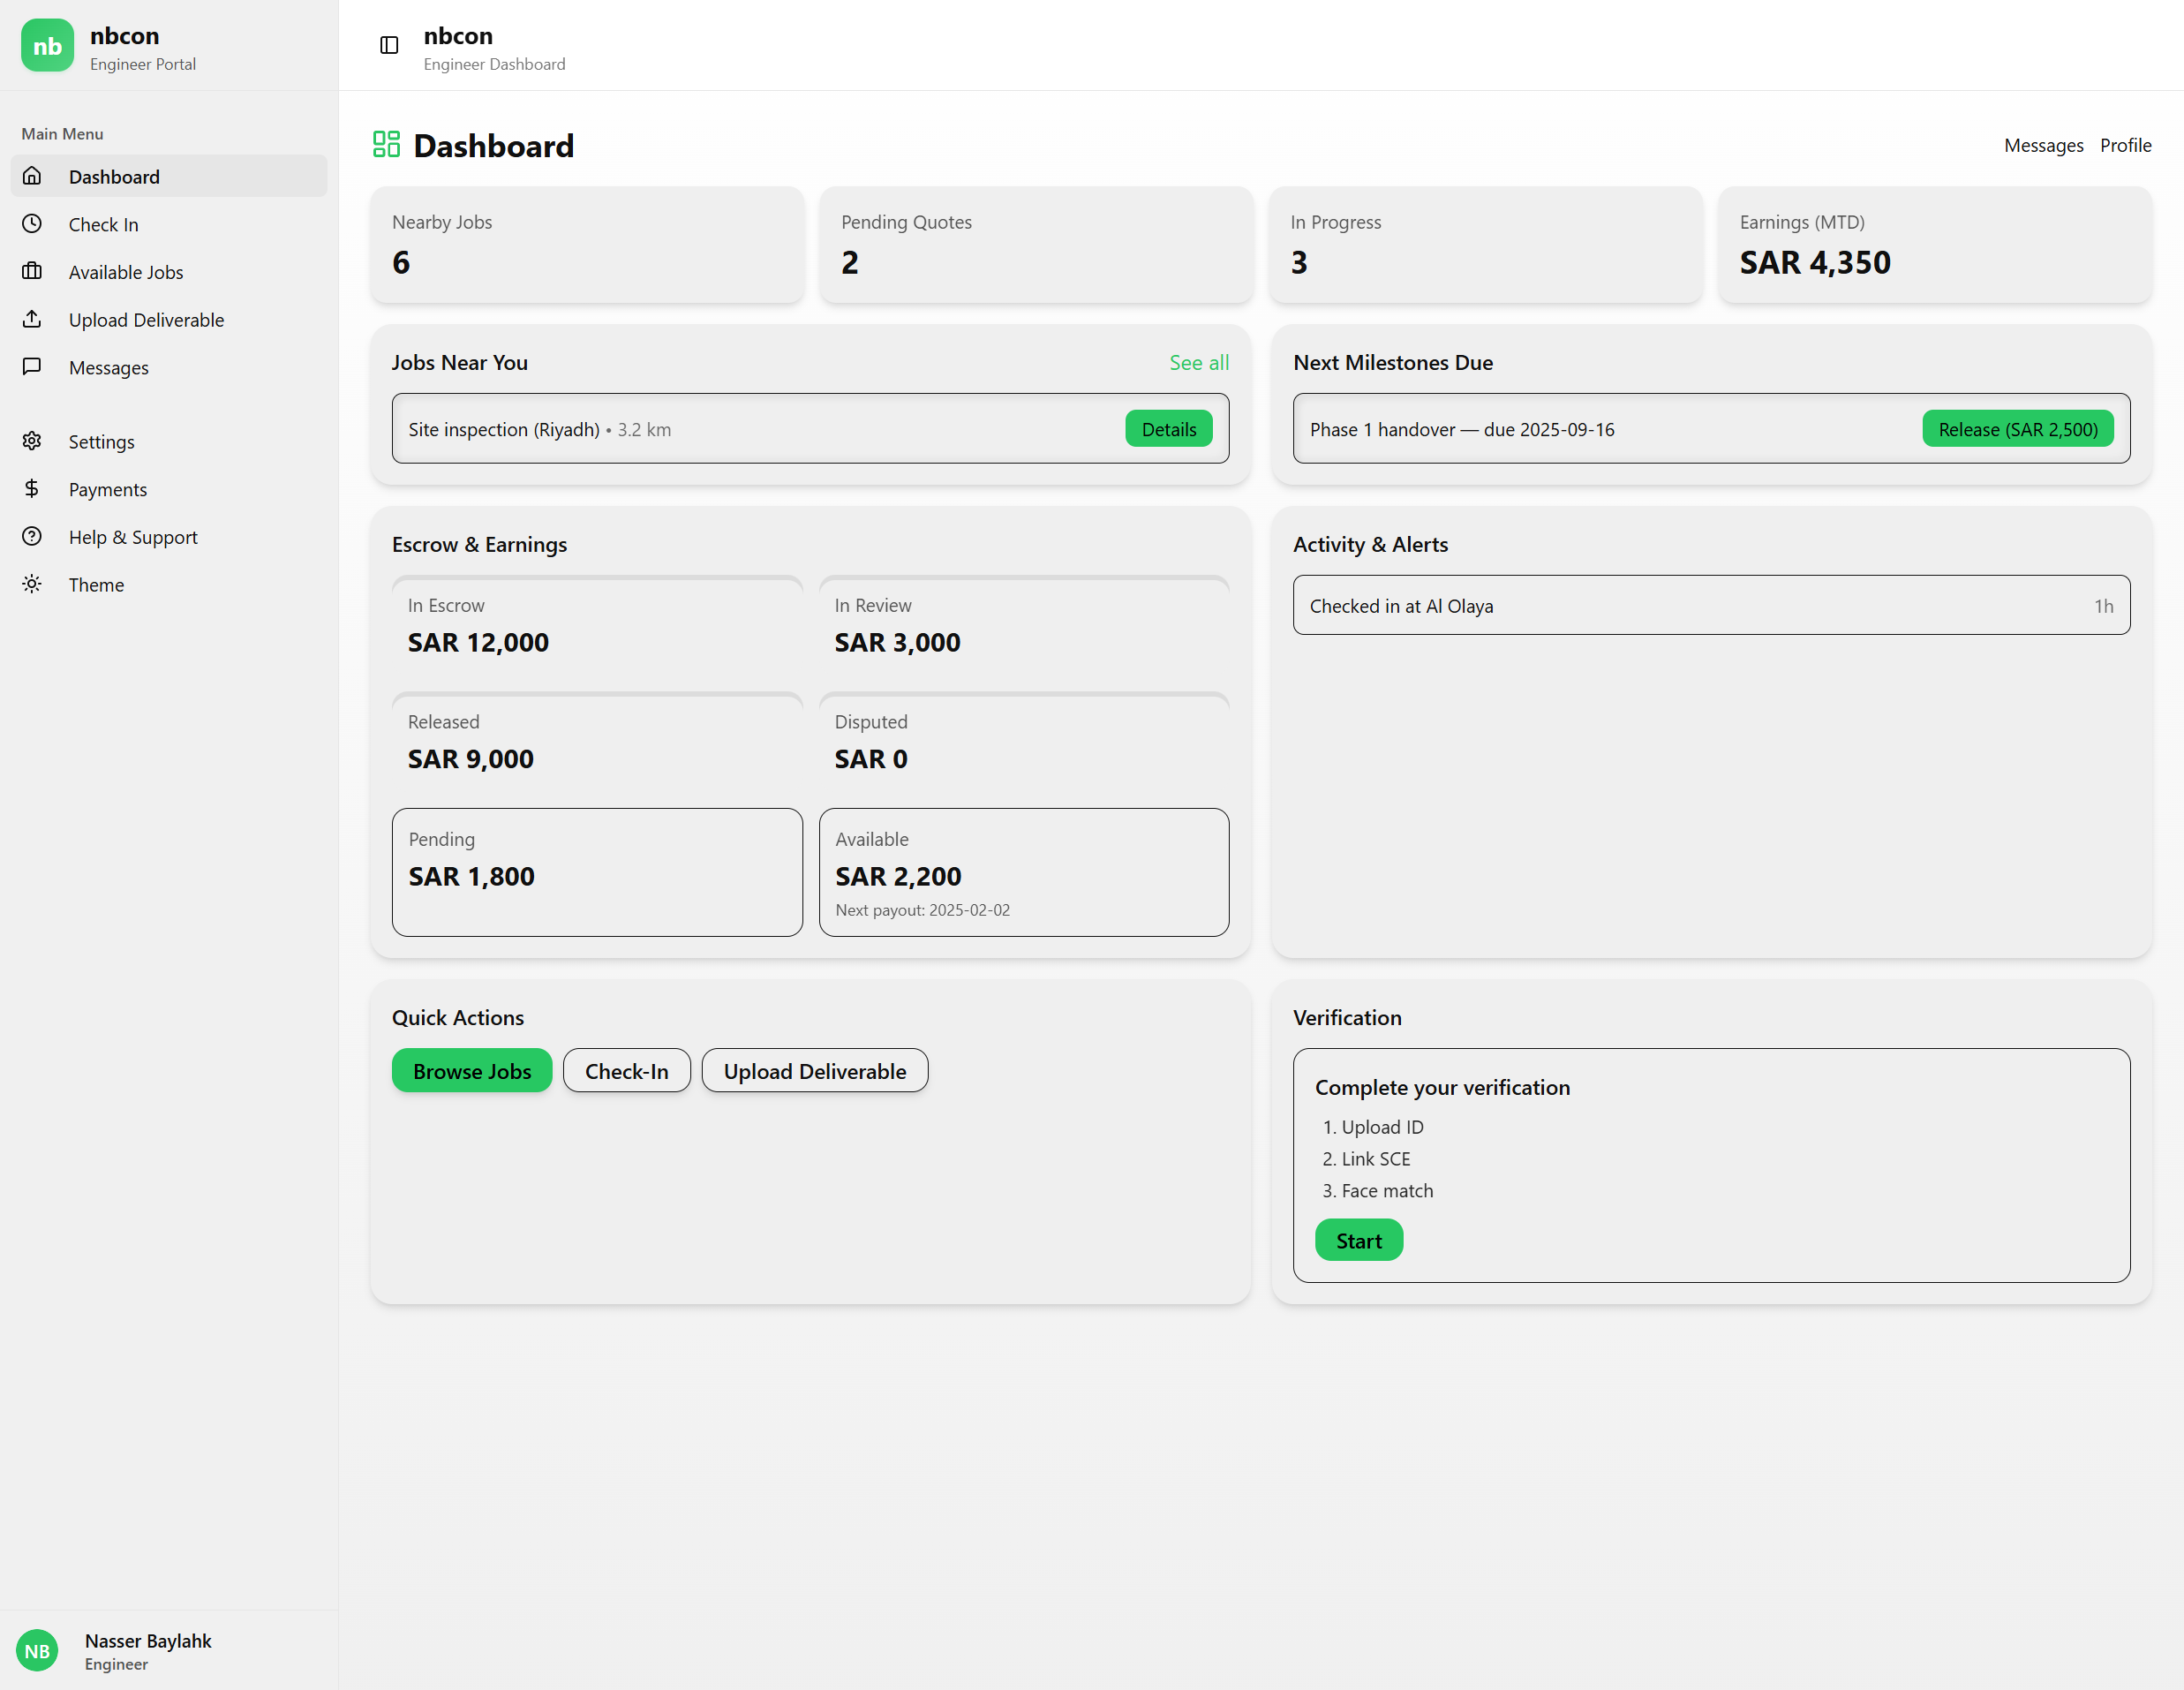 nb
nbcon
Engineer Portal
Main Menu
Dashboard
Check In
Available Jobs
Upload Deliverable
Messages
Settings
Payments
Help & Support
Theme
NB
Nasser Baylahk
Engineer
nbcon
Engineer Dashboard
Dashboard
Messages Profile
Nearby Jobs
6
Pending Quotes
2
In Progress
3
Earnings (MTD)
SAR 4,350
Jobs Near You
See all
Site inspection (Riyadh) • 3.2 km
Details
Next Milestones Due
Phase 1 handover — due 2025-09-16
Release (SAR 2,500)
Escrow & Earnings
In Escrow
SAR 12,000
In Review
SAR 3,000
Released
SAR 9,000
Disputed
SAR 0
Pending
SAR 1,800
Available
SAR 2,200
Next payout: 2025-02-02
Activity & Alerts
Checked in at Al Olaya
1h
Quick Actions
Browse Jobs
Check-In
Upload Deliverable
Verification
Complete your verification
1. Upload ID
2. Link SCE
3. Face match
Start